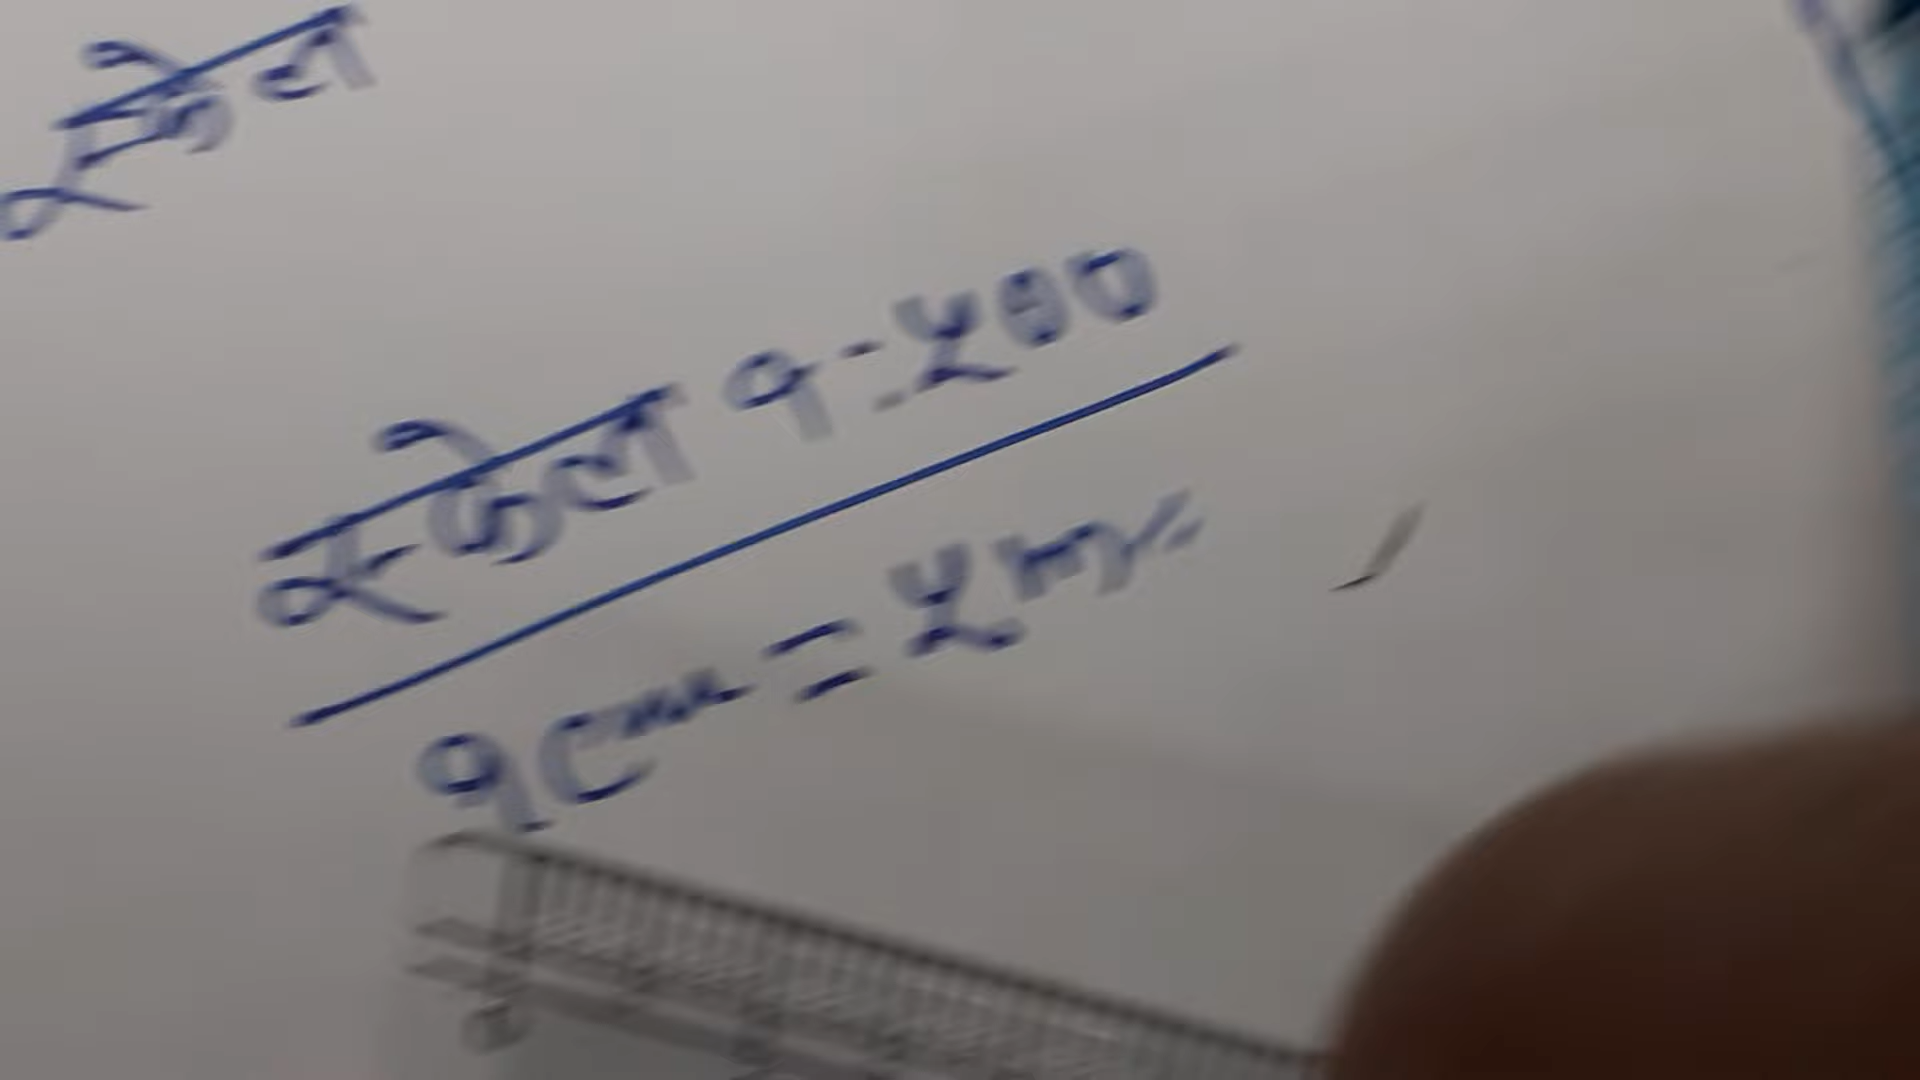 स्केल
स्केल १:५००
१cm = ५m